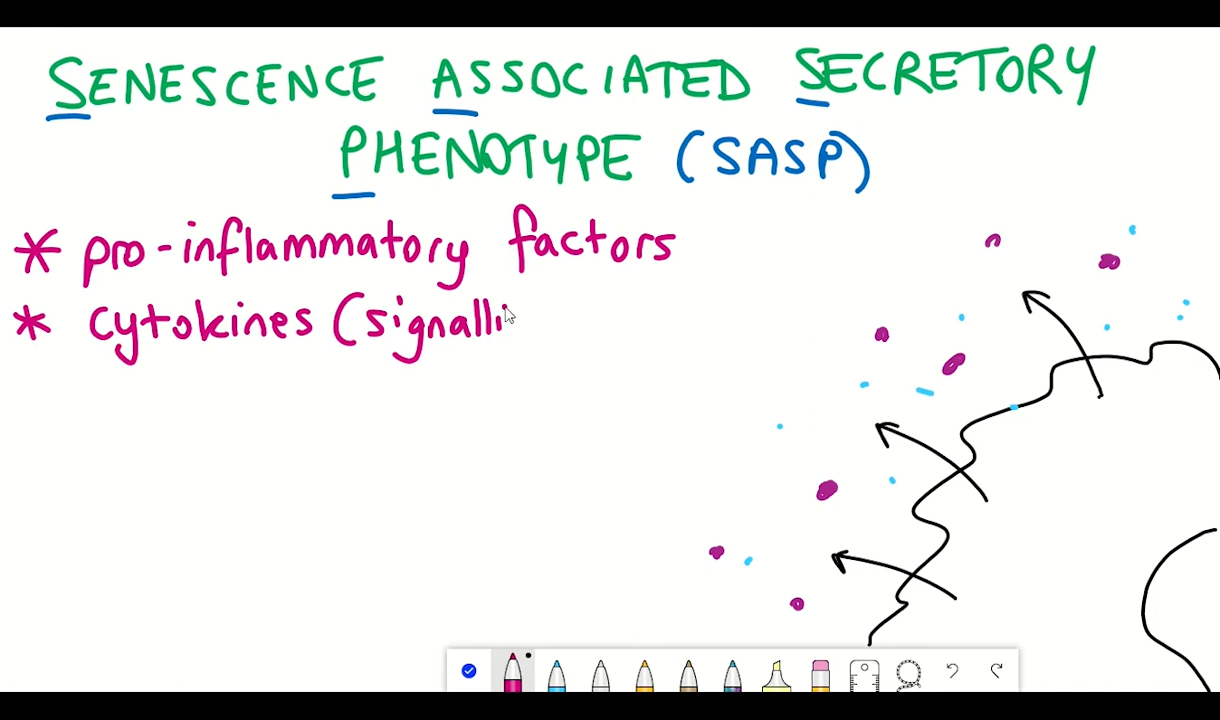 SENESCENCE ASSOCIATED SECRETORY
PHENOTYPE (SASP)
* pro-inflammatory factors
* cytokines (signalli